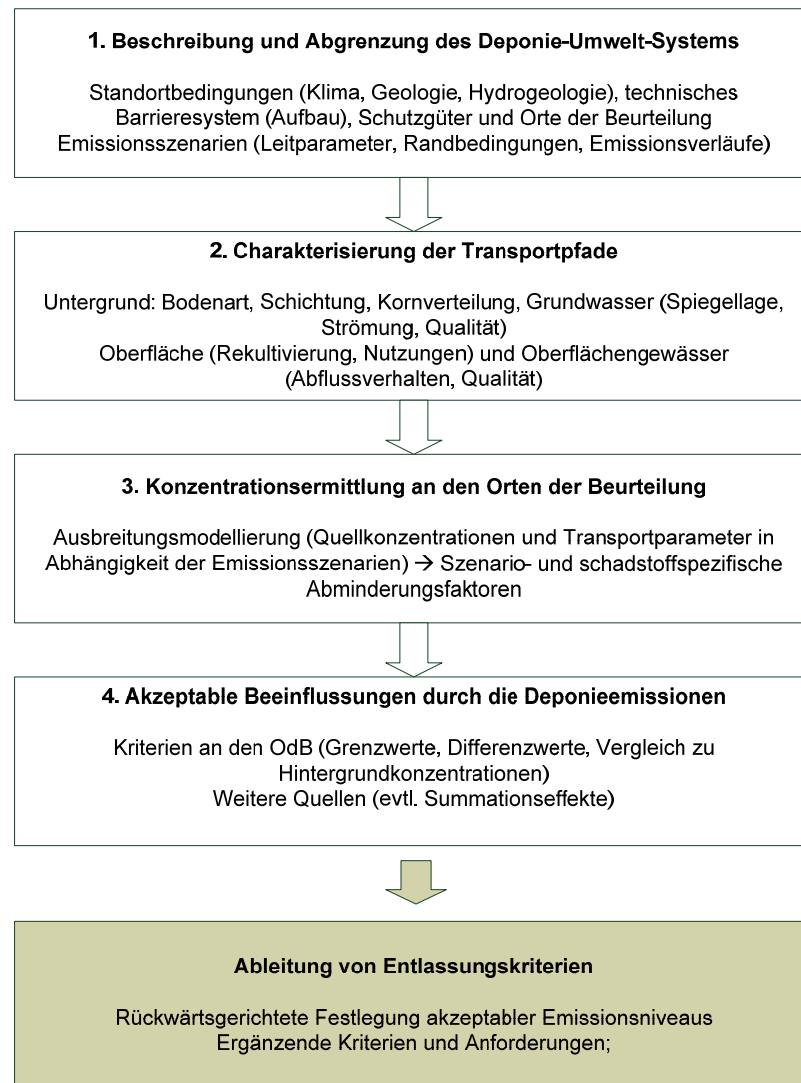 1. Beschreibung und Abgrenzung des Deponie-Umwelt-Systems
Standortbedingungen (Klima, Geologie, Hydrogeologie), technisches
Barrieresystem (Aufbau), Schutzgüter und Orte der Beurteilung
Emissionsszenarien (Leitparameter, Randbedingungen, Emissionsverläufe)
2. Charakterisierung der Transportpfade
Untergrund: Bodenart, Schichtung, Kornverteilung, Grundwasser (Spiegellage,
Strömung, Qualität)
Oberfläche (Rekultivierung, Nutzungen) und Oberflächengewässer
(Abflussverhalten, Qualität)
3. Konzentrationsermittlung an den Orten der Beurteilung
Ausbreitungsmodellierung (Quellkonzentrationen und Transportparameter in
Abhängigkeit der Emissionsszenarien) → Szenario- und schadstoffspezifische
Abminderungsfaktoren
4. Akzeptable Beeinflussungen durch die Deponieemissionen
Kriterien an den OdB (Grenzwerte, Differenzwerte, Vergleich zu
Hintergrundkonzentrationen)
Weitere Quellen (evtl. Summationseffekte)
Ableitung von Entlassungskriterien
Rückwärtsgerichtete Festlegung akzeptabler Emissionsniveaus
Ergänzende Kriterien und Anforderungen;